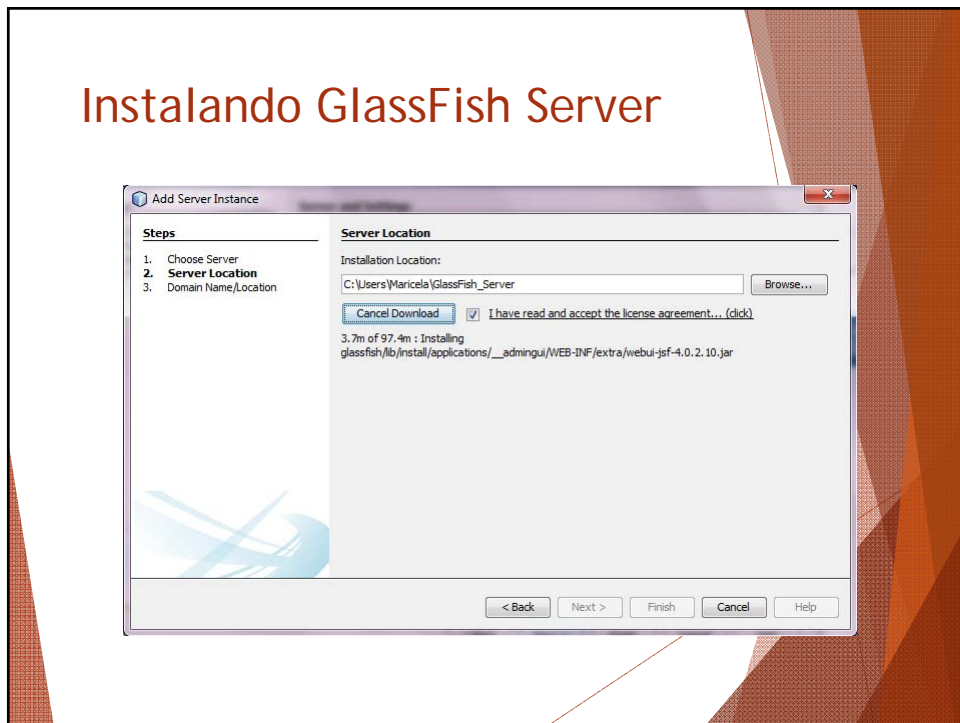 Instalando GlassFish Server
Add Server Instance
Steps
1. Choose Server
2. Server Location
3. Domain Name/Location
Server Location
Installation Location:
C:\Users\Maricela\GlassFish_Server
Browse...
Cancel Download
I have read and accept the license agreement... (click)
3.7m of 97.4m : Installing
glassfish/lib/install/applications/__admingui/WEB-INF/extra/webui-jsf-4.0.2.10.jar
< Back
Next >
Finish
Cancel
Help